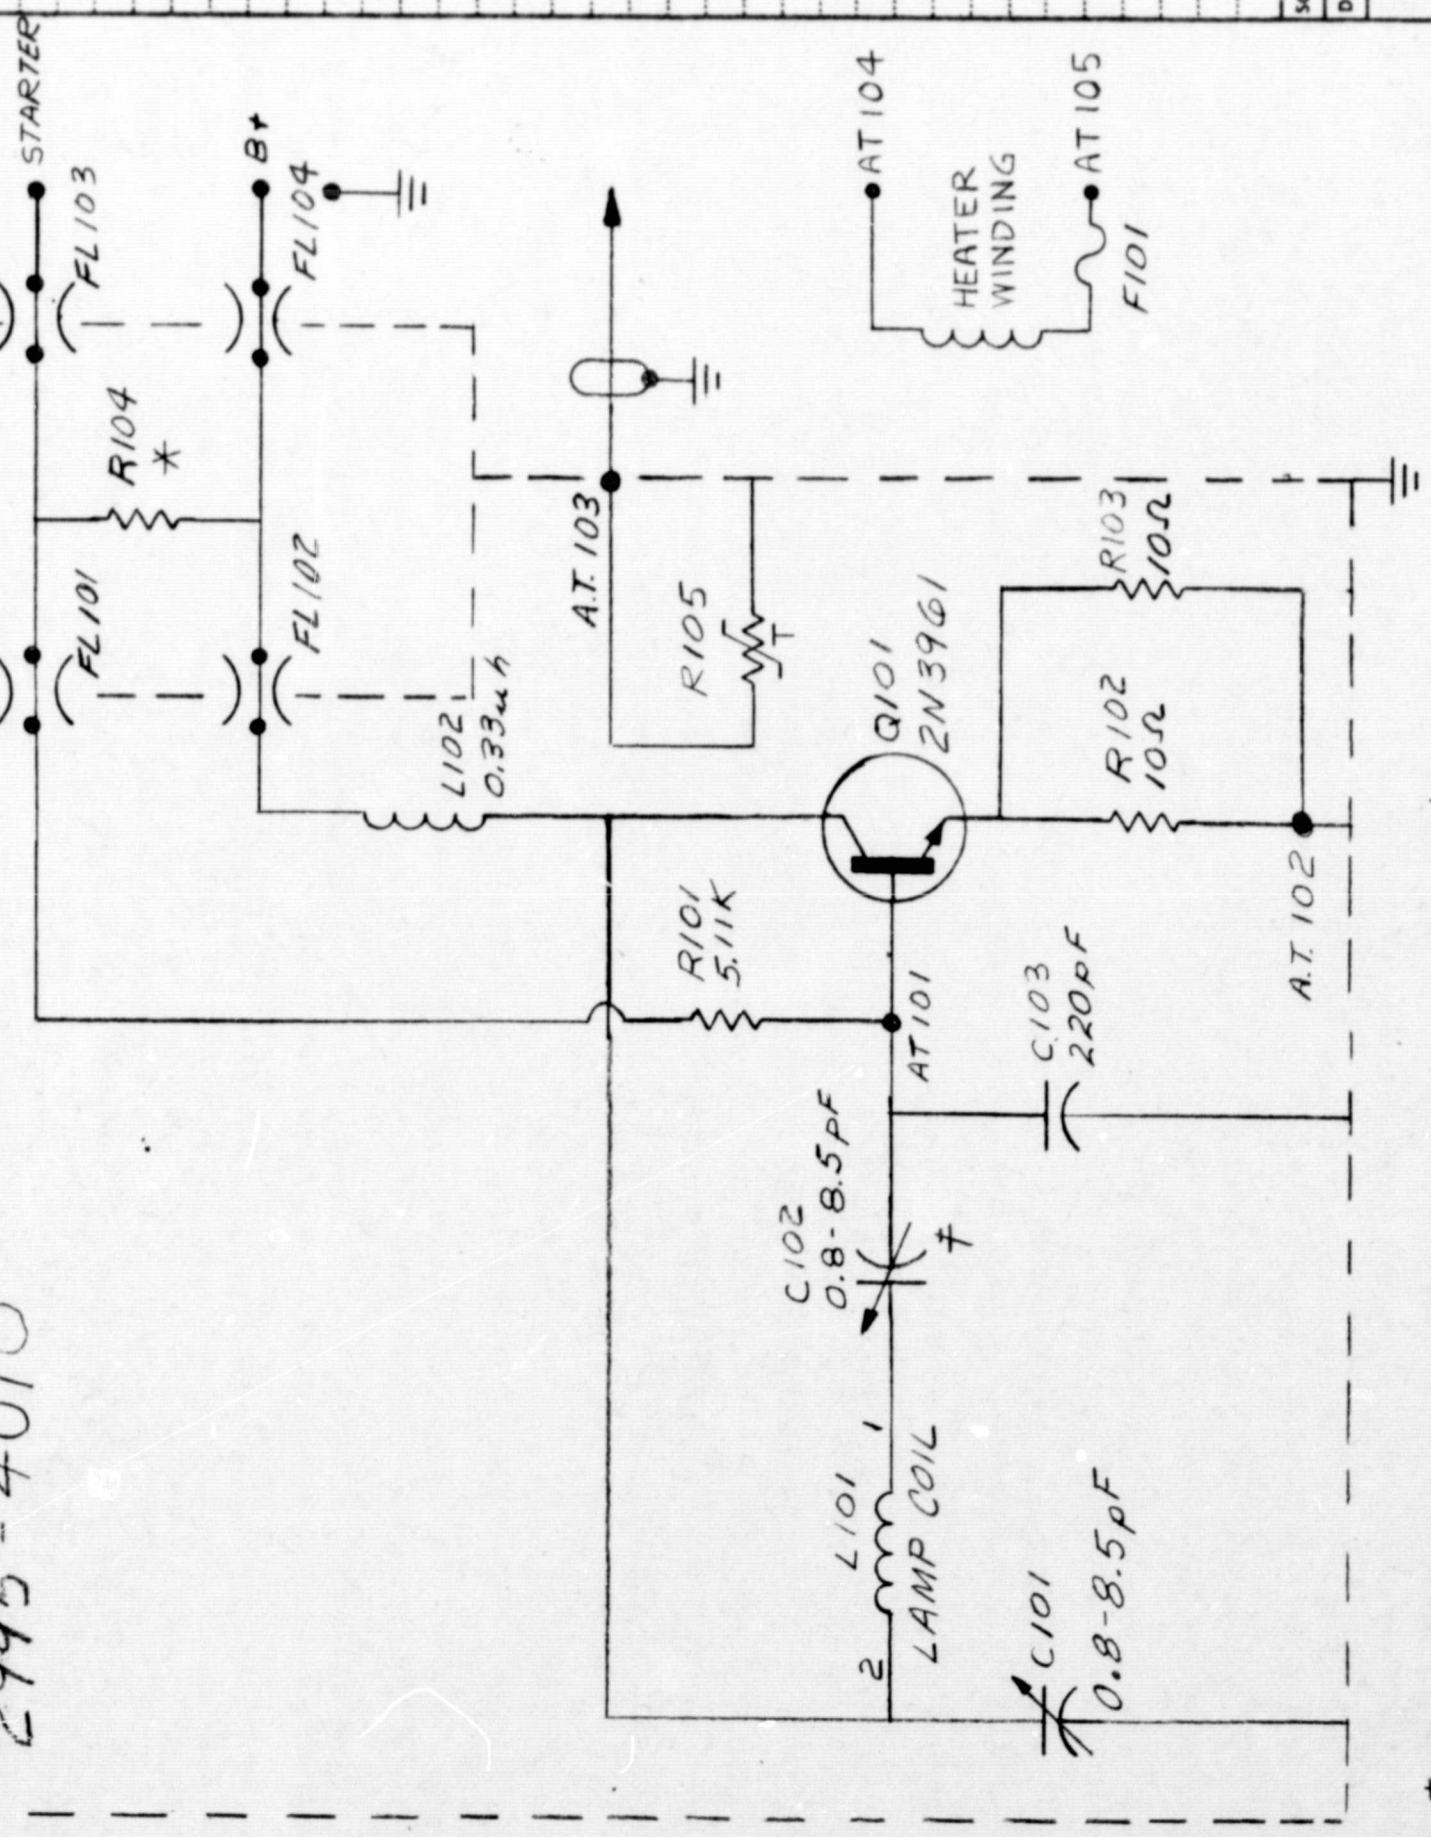 STARTER
FL103
B+
FL104
R104
*
FL101
FL102
L102
0.33uh
A.T. 103
R105
T
AT 104
HEATER
WINDING
AT 105
F101
Q101
2N3961
R103
10Ω
R102
10Ω
A.T. 102
R101
5.11K
AT 101
C103
220pF
C102
0.8-8.5pF
L101
1
2
LAMP COIL
C101
0.8-8.5pF